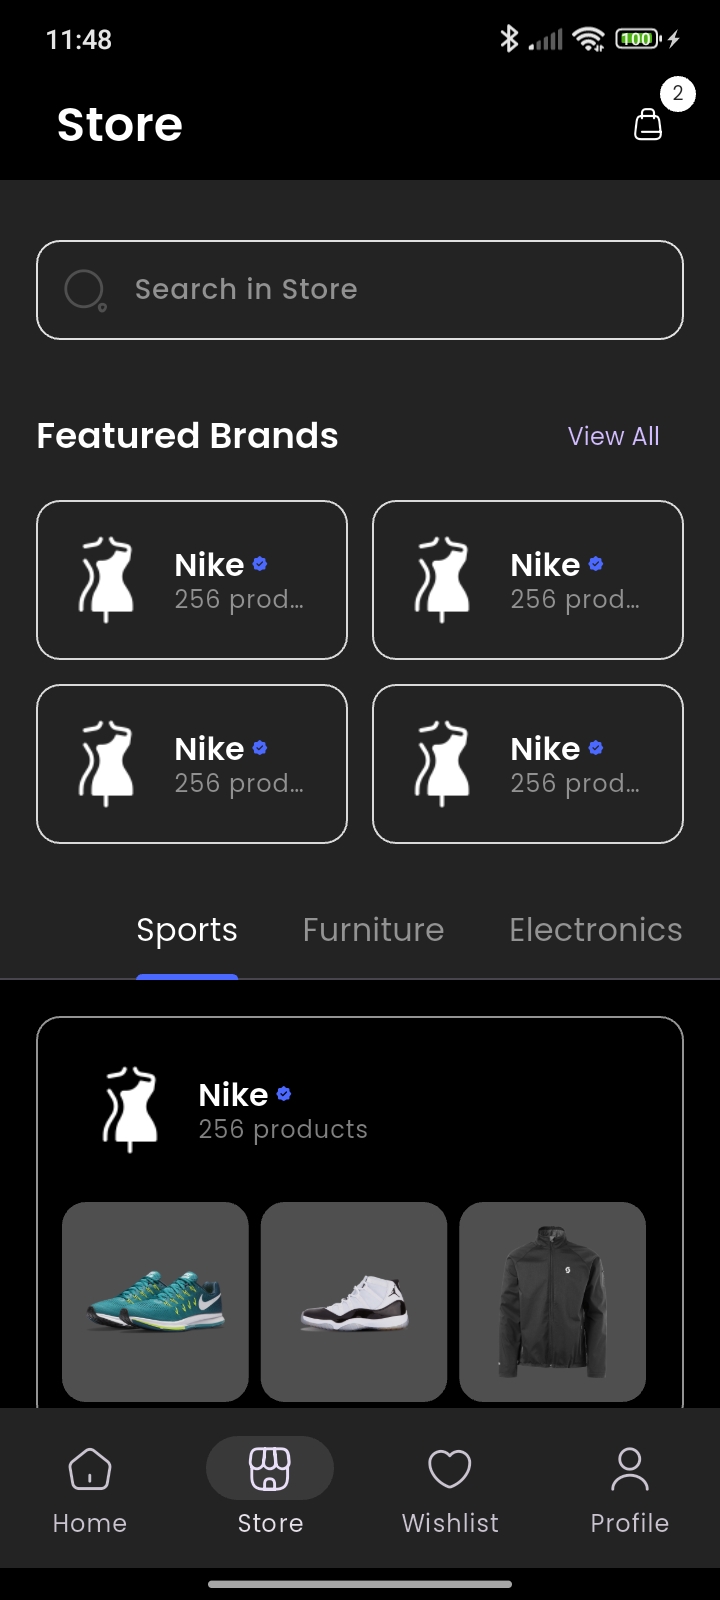 11:48
100
Store
2
Search in Store
Featured Brands
View All
Nike
256 prod...
Nike
256 prod...
Nike
256 prod...
Nike
256 prod...
Sports
Furniture
Electronics
Nike
256 products
Home
Store
Wishlist
Profile